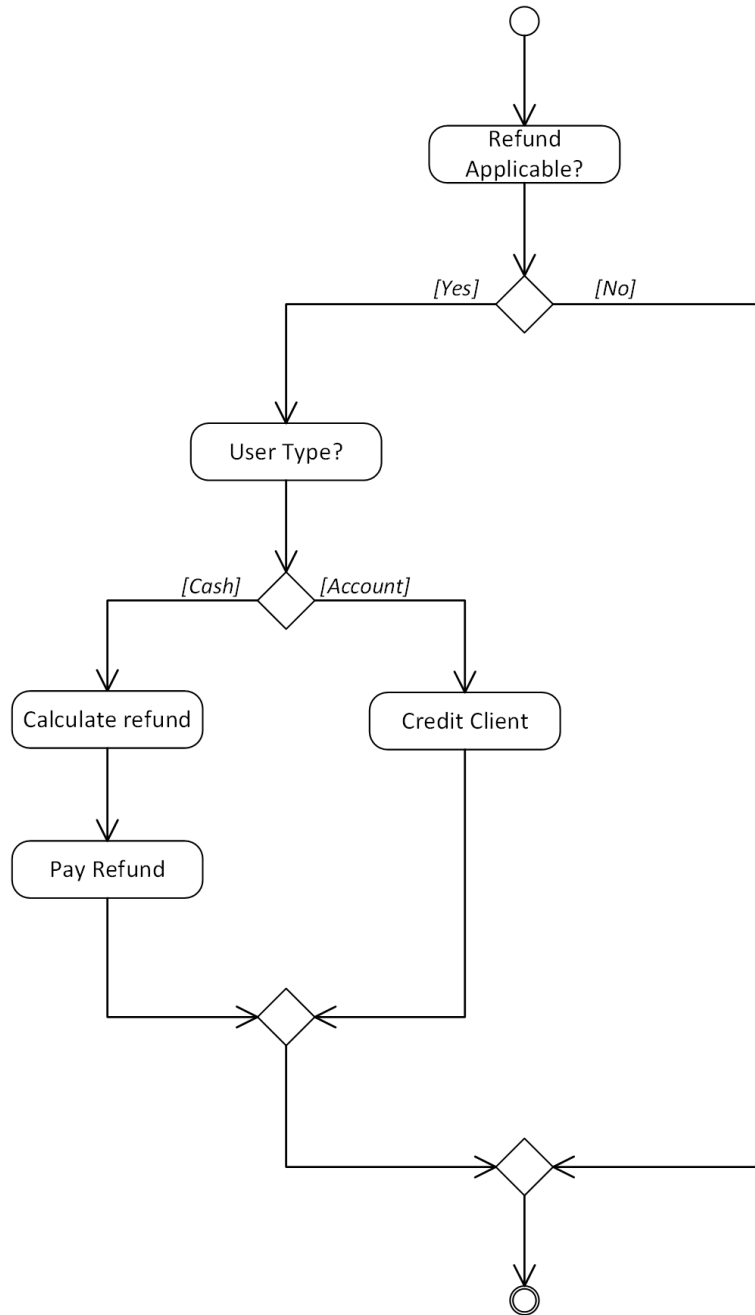 Refund
Applicable?
[Yes]
[No]
User Type?
[Cash]
[Account]
Calculate refund
Credit Client
Pay Refund